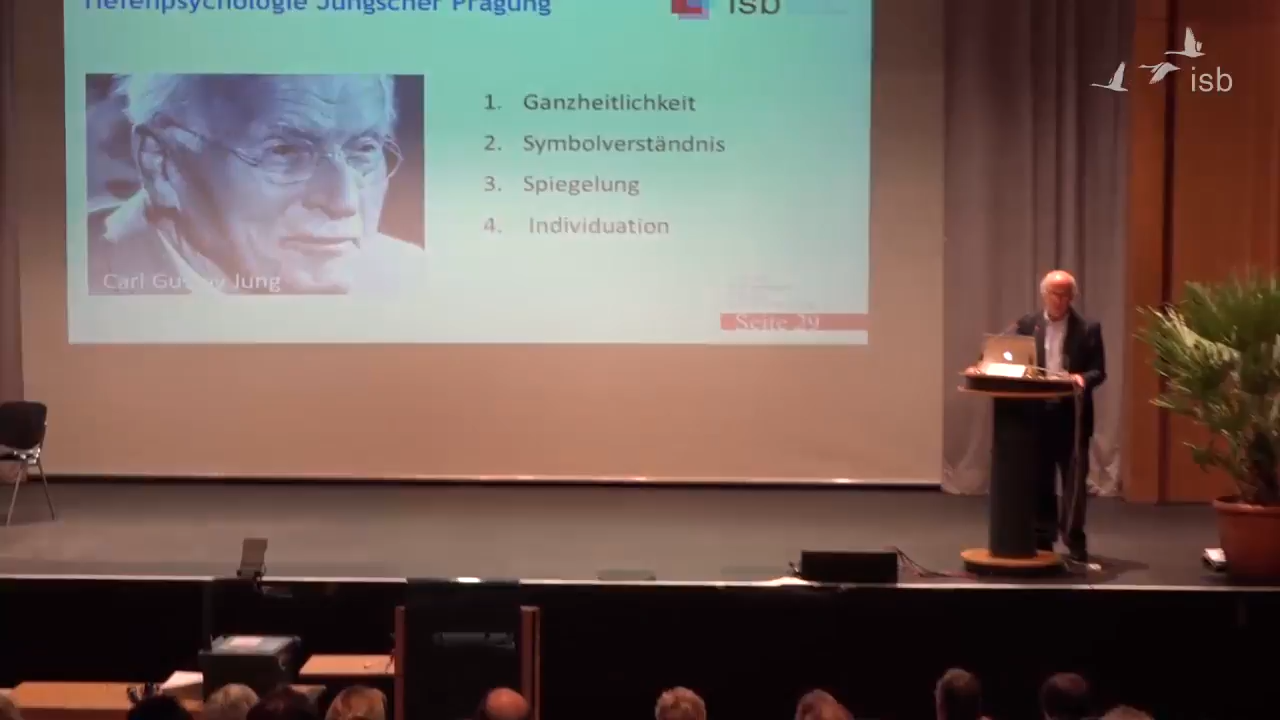 Tiefenpsychologie Jungscher Prägung
isb
isb
1. Ganzheitlichkeit
2. Symbolverständnis
3. Spiegelung
4. Individuation
Carl Gustav Jung
Seite 29